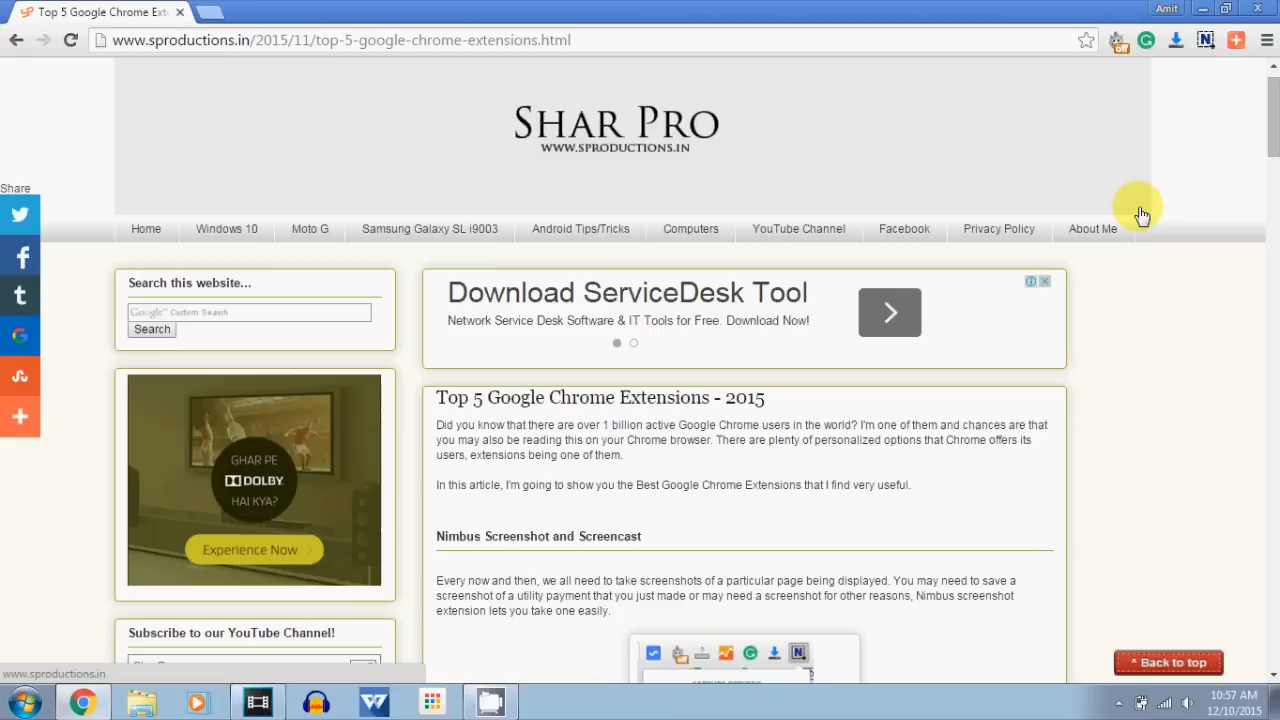 Top 5 Google Chrome Ext
Amit
www.sproductions.in/2015/11/top-5-google-chrome-extensions.html
off
SHAR PRO
WWW.SPRODUCTIONS.IN
Share
Home
Windows 10
Moto G
Samsung Galaxy SL i9003
Android Tips/Tricks
Computers
YouTube Channel
Facebook
Privacy Policy
About Me
Search this website...
Google™ Custom Search
Search
GHAR PE
DOLBY.
HAI KYA?
Experience Now
Subscribe to our YouTube Channel!
Download ServiceDesk Tool
Network Service Desk Software & IT Tools for Free. Download Now!
Top 5 Google Chrome Extensions - 2015
Did you know that there are over 1 billion active Google Chrome users in the world? I'm one of them and chances are that
you may also be reading this on your Chrome browser. There are plenty of personalized options that Chrome offers its
users, extensions being one of them.
In this article, I'm going to show you the Best Google Chrome Extensions that I find very useful.
Nimbus Screenshot and Screencast
Every now and then, we all need to take screenshots of a particular page being displayed. You may need to save a
screenshot of a utility payment that you just made or may need a screenshot for other reasons, Nimbus screenshot
extension lets you take one easily.
^ Back to top
www.sproductions.in
10:57 AM
12/10/2015